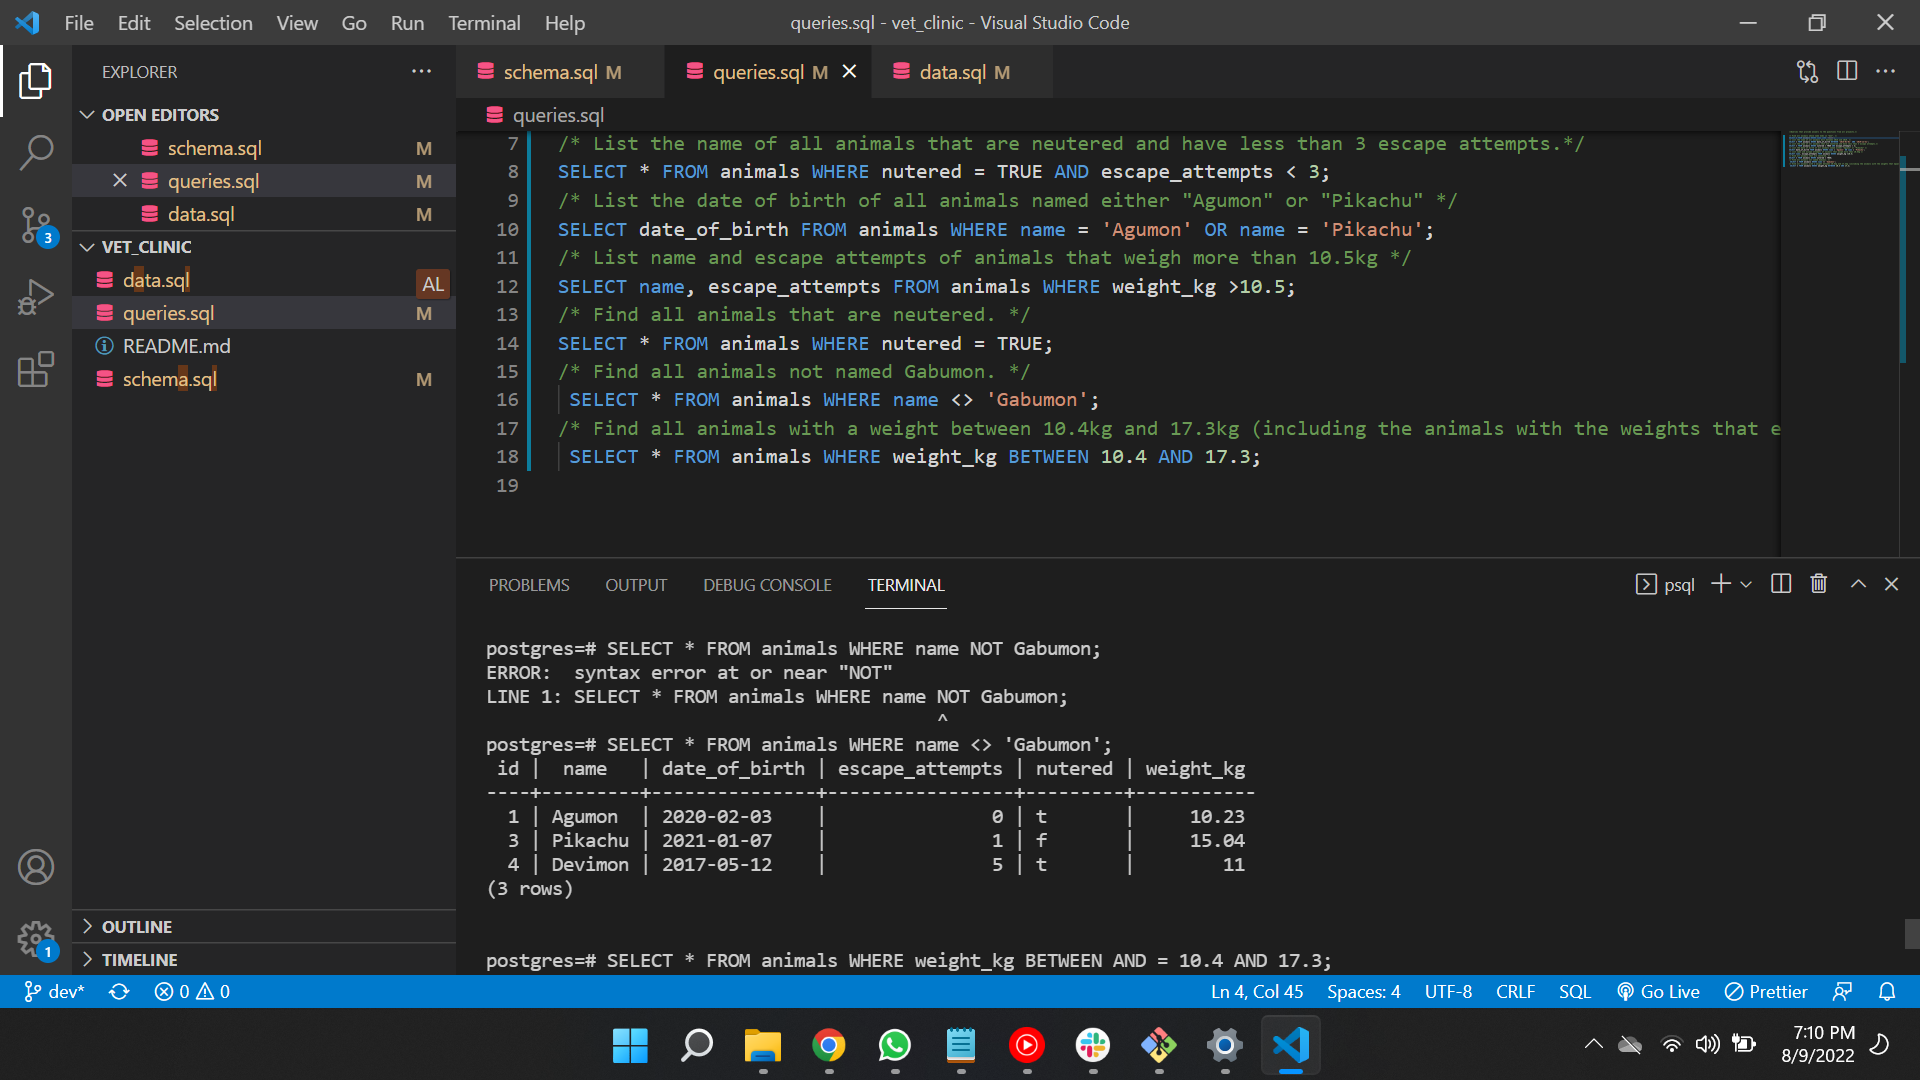 File Edit Selection View Go Run Terminal Help
queries.sql - vet_clinic - Visual Studio Code
EXPLORER
OPEN EDITORS
schema.sql M
queries.sql M
data.sql M
VET_CLINIC
data.sql AL
queries.sql M
README.md
schema.sql M
OUTLINE
TIMELINE
3
1
schema.sql M
queries.sql M
data.sql M
queries.sql
7 /* List the name of all animals that are neutered and have less than 3 escape attempts.*/
8 SELECT * FROM animals WHERE nutered = TRUE AND escape_attempts < 3;
9 /* List the date of birth of all animals named either "Agumon" or "Pikachu" */
10 SELECT date_of_birth FROM animals WHERE name = 'Agumon' OR name = 'Pikachu';
11 /* List name and escape attempts of animals that weigh more than 10.5kg */
12 SELECT name, escape_attempts FROM animals WHERE weight_kg >10.5;
13 /* Find all animals that are neutered. */
14 SELECT * FROM animals WHERE nutered = TRUE;
15 /* Find all animals not named Gabumon. */
16 SELECT * FROM animals WHERE name <> 'Gabumon';
17 /* Find all animals with a weight between 10.4kg and 17.3kg (including the animals with the weights that e
18 SELECT * FROM animals WHERE weight_kg BETWEEN 10.4 AND 17.3;
19
PROBLEMS OUTPUT DEBUG CONSOLE TERMINAL
psql
postgres=# SELECT * FROM animals WHERE name NOT Gabumon;
ERROR:  syntax error at or near "NOT"
LINE 1: SELECT * FROM animals WHERE name NOT Gabumon;
^
postgres=# SELECT * FROM animals WHERE name <> 'Gabumon';
 id |  name   | date_of_birth | escape_attempts | nutered | weight_kg
----+---------+---------------+-----------------+---------+-----------
  1 | Agumon  | 2020-02-03    |               0 | t       |     10.23
  3 | Pikachu | 2021-01-07    |               1 | f       |     15.04
  4 | Devimon | 2017-05-12    |               5 | t       |        11
(3 rows)
postgres=# SELECT * FROM animals WHERE weight_kg BETWEEN AND = 10.4 AND 17.3;
dev* 0 0 Ln 4, Col 45 Spaces: 4 UTF-8 CRLF SQL Go Live Prettier
7:10 PM
8/9/2022